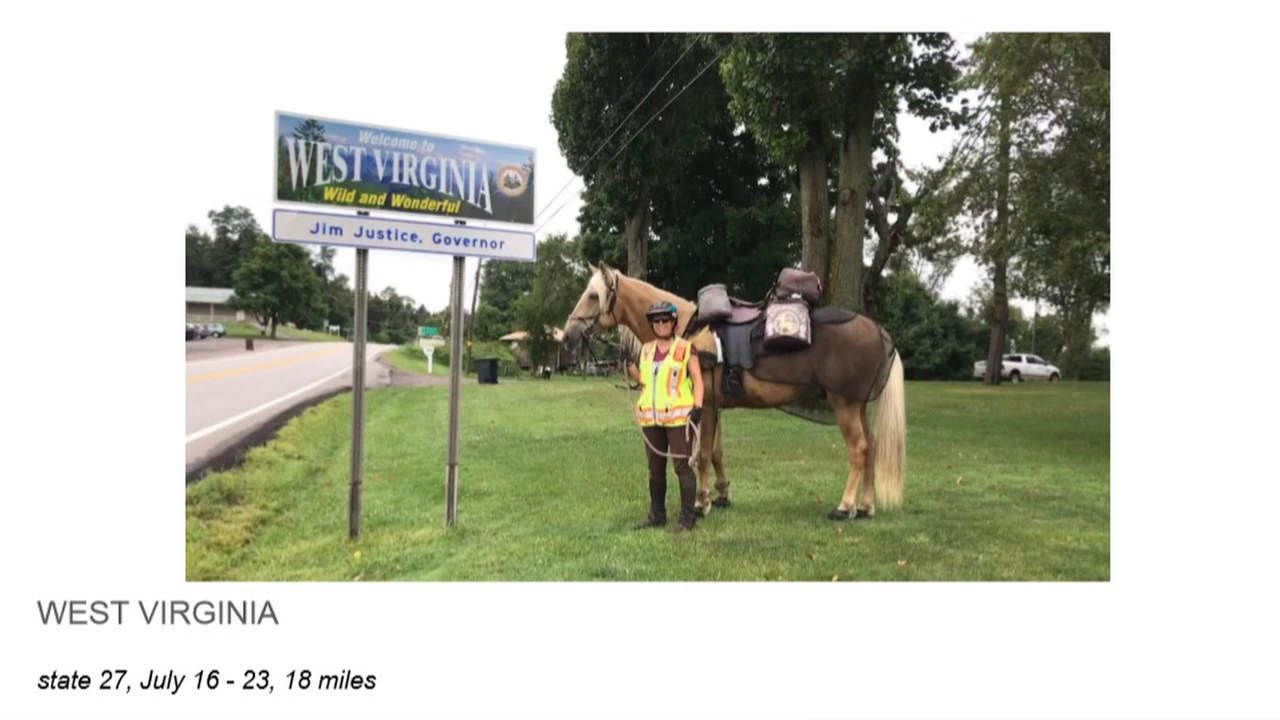 Welcome to
WEST VIRGINIA
Wild and Wonderful
Jim Justice, Governor
WEST VIRGINIA
state 27, July 16 - 23, 18 miles